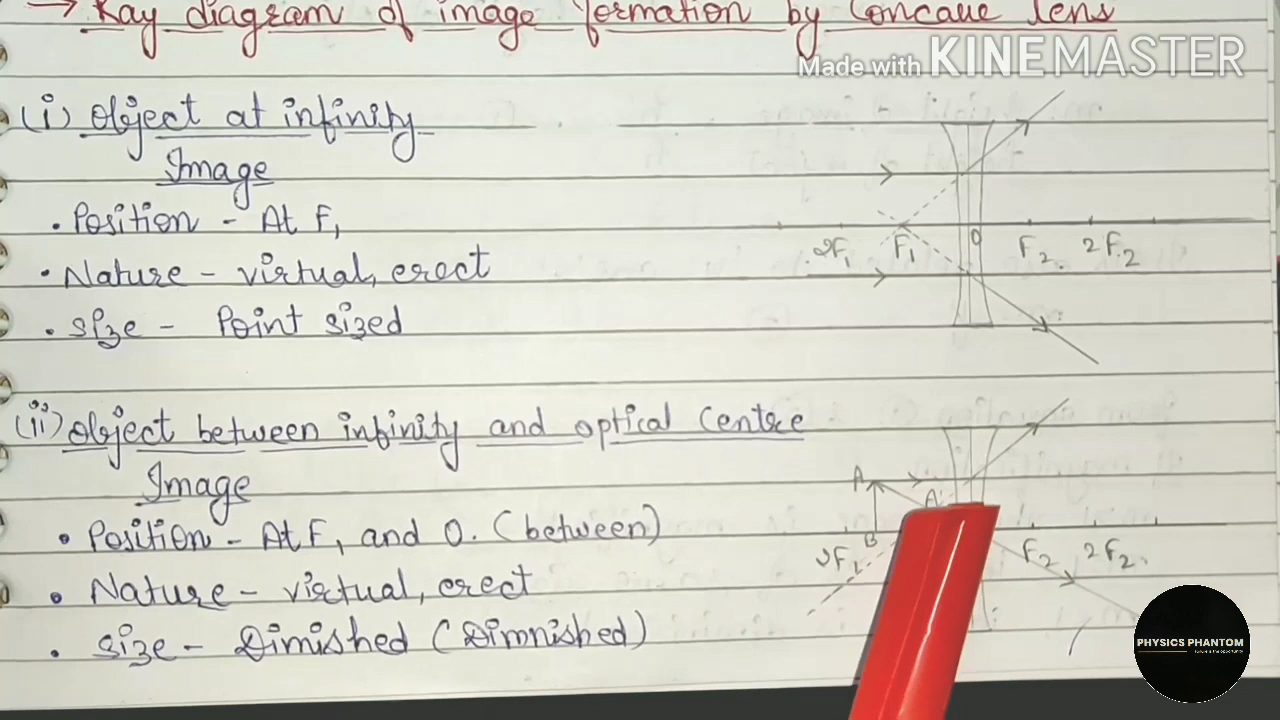 → Ray diagram of image formation by Concave lens
Made with KINEMASTER
(i) Object at infinity
Image
• Position - At F₁
• Nature - virtual, erect
• Size - Point sized
2F₁ F₁ O F₂ 2F₂
(ii) Object between infinity and optical Centre
Image
• Position - At F₁ and O. (between)
• Nature - virtual, erect
• Size - Dimished (Dimnished)
A A'
B 2F₁ F₂ 2F₂
PHYSICS PHANTOM